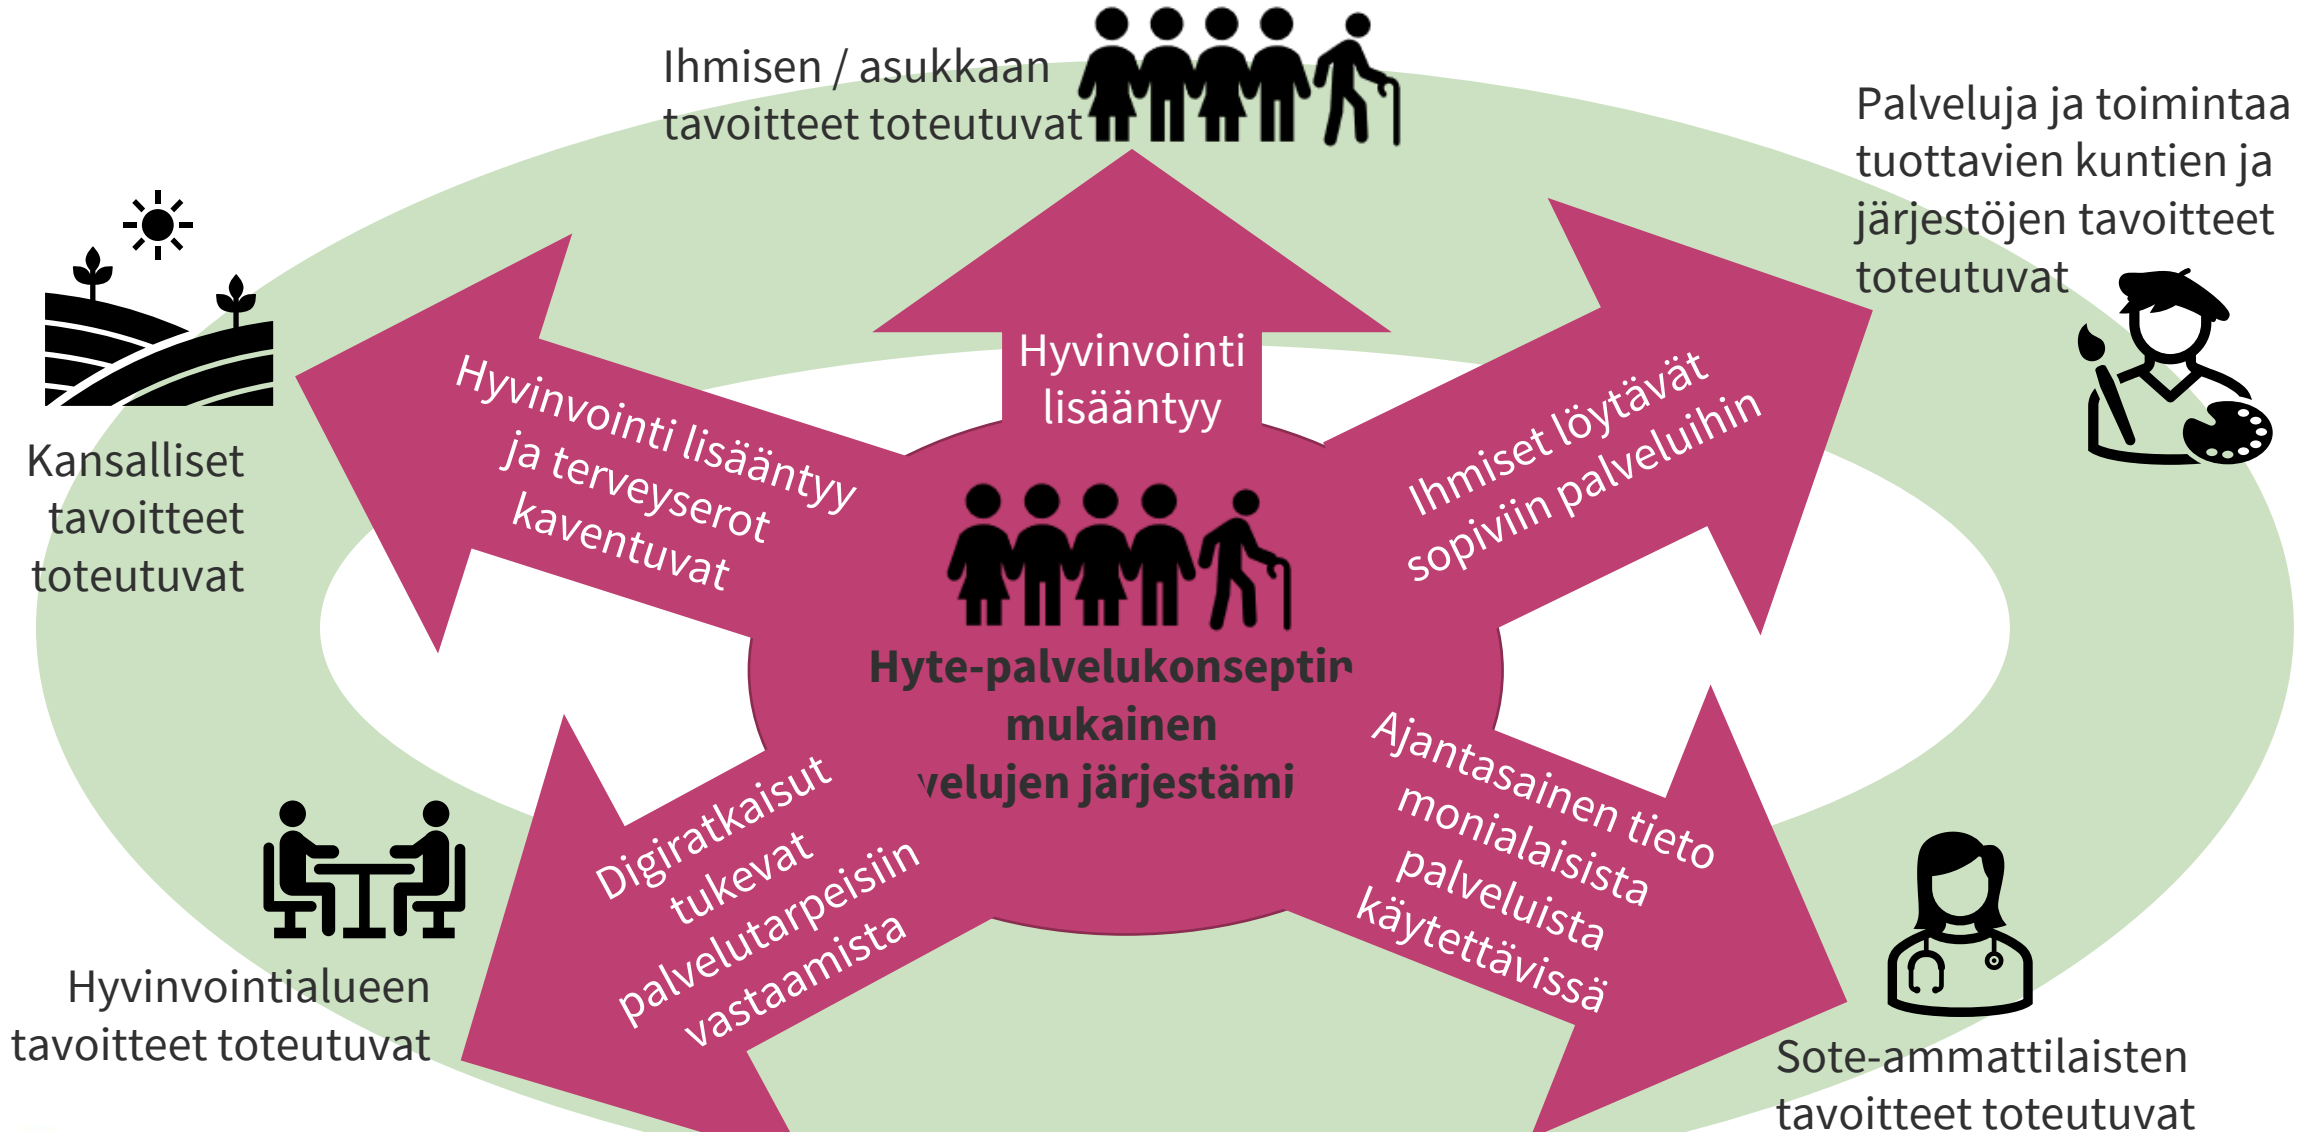 Ihmisen / asukkaan
tavoitteet toteutuvat
Palveluja ja toimintaa
tuottavien kuntien ja
järjestöjen tavoitteet
toteutuvat
Hyvinvointi
lisääntyy
Hyvinvointi lisääntyy
ja terveyserot
kaventuvat
Ihmiset löytävät
sopiviin palveluihin
Kansalliset
tavoitteet
toteutuvat
Hyte-palvelukonseptin
mukainen
velujen järjestämi
Digiratkaisut
tukevat
palvelutarpeisiin
vastaamista
Ajantasainen tieto
monialaisista
palveluista
käytettävissä
Hyvinvointialueen
tavoitteet toteutuvat
Sote-ammattilaisten
tavoitteet toteutuvat